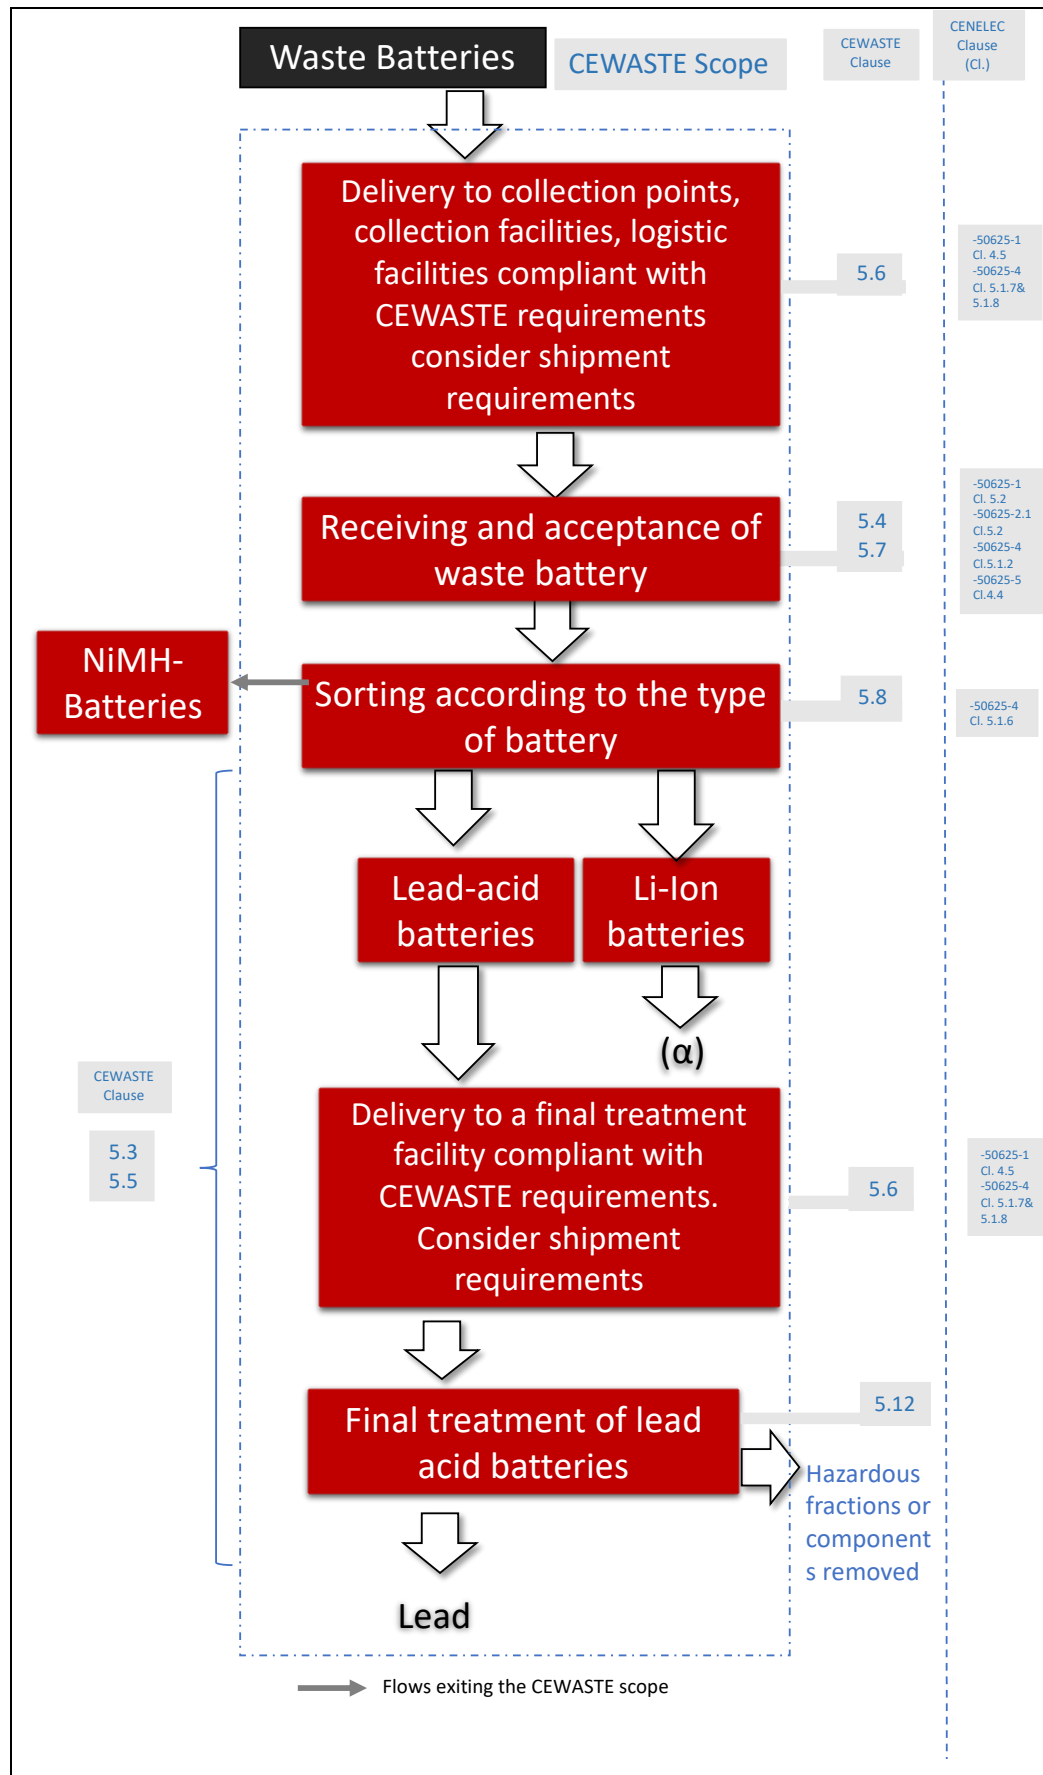 Waste Batteries
CEWASTE Scope
CEWASTE
Clause
CENELEC
Clause
(Cl.)
Delivery to collection points,
collection facilities, logistic
facilities compliant with
CEWASTE requirements
consider shipment
requirements
5.6
-50625-1
Cl. 4.5
-50625-4
Cl. 5.1.7&
5.1.8
Receiving and acceptance of
waste battery
5.4
5.7
-50625-1
Cl. 5.2
-50625-2.1
Cl.5.2
-50625-4
Cl.5.1.2
-50625-5
Cl.4.4
NiMH-
Batteries
Sorting according to the type
of battery
5.8
-50625-4
Cl. 5.1.6
Lead-acid
batteries
Li-Ion
batteries
(α)
CEWASTE
Clause
5.3
5.5
Delivery to a final treatment
facility compliant with
CEWASTE requirements.
Consider shipment
requirements
5.6
-50625-1
Cl. 4.5
-50625-4
Cl. 5.1.7&
5.1.8
Final treatment of lead
acid batteries
5.12
Hazardous
fractions or
component
s removed
Lead
Flows exiting the CEWASTE scope